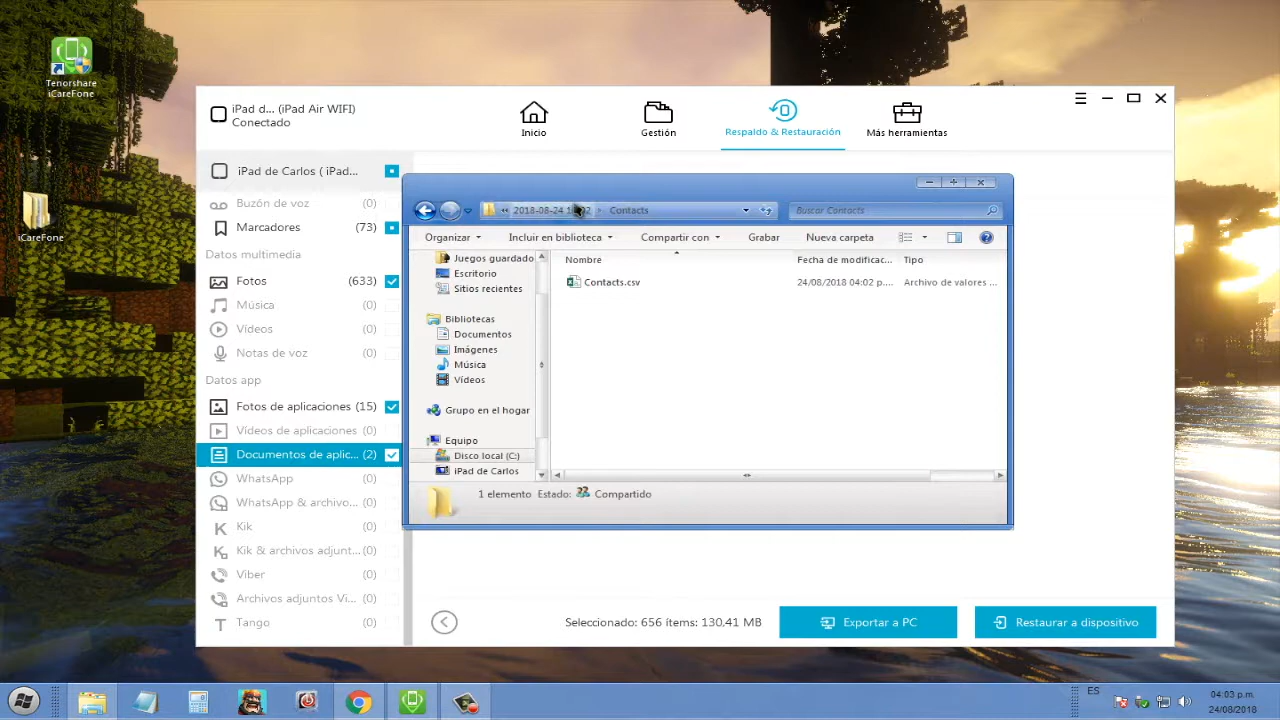 Tenorshare
iCareFone
iCareFone
iPad d... (iPad Air WIFI)
Conectado
Inicio
Gestión
Respaldo & Restauración
Más herramientas
iPad de Carlos ( iPad...
Buzón de voz (0)
Marcadores (73)
Datos multimedia
Fotos (633)
Música (0)
Vídeos (0)
Notas de voz (0)
Datos app
Fotos de aplicaciones (15)
Vídeos de aplicaciones (0)
Documentos de aplic... (2)
WhatsApp (0)
WhatsApp & archivo... (0)
Kik (0)
Kik & archivos adjunt... (0)
Viber (0)
Archivos adjuntos Vi... (0)
Tango (0)
2018-08-24 Contacts
Buscar Contacts
Organizar Incluir en biblioteca Compartir con Grabar Nueva carpeta
Juegos guardado
Escritorio
Sitios recientes
Bibliotecas
Documentos
Imágenes
Música
Vídeos
Grupo en el hogar
Equipo
Disco local (C:)
iPad de Carlos
Nombre Fecha de modificac... Tipo
Contacts.csv 24/08/2018 04:02 p.... Archivo de valores ...
1 elemento Estado: Compartido
Seleccionado: 656 ítems: 130,41 MB
Exportar a PC
Restaurar a dispositivo
ES
04:03 p.m.
24/08/2018